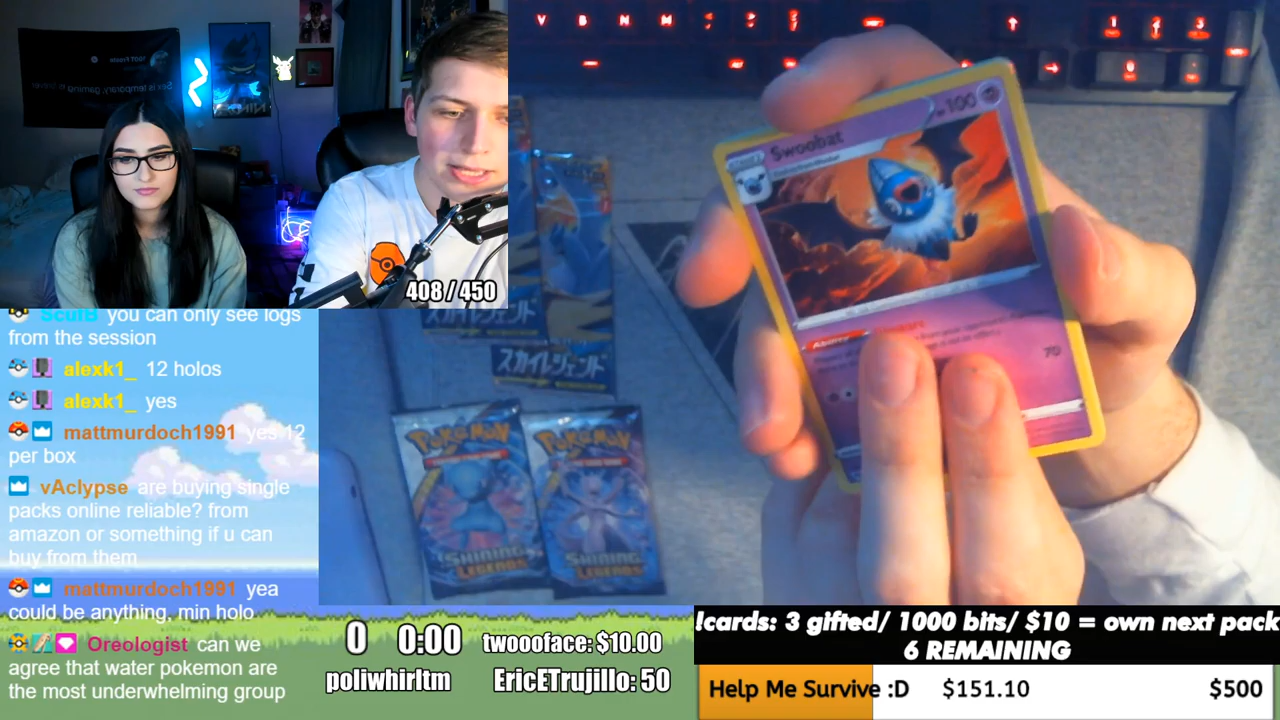 V B N M
Swoobat
100
Ability
70
408 / 450
ScufB you can only see logs
from the session
alexk1_ 12 holos
alexk1_ yes
mattmurdoch1991 yes 12
per box
vAclypse are buying single
packs online reliable? from
amazon or something if u can
buy from them
mattmurdoch1991 yea
could be anything, min holo
Oreologist can we
agree that water pokemon are
the most underwhelming group
スカイレジェンド
スカイレジェンド
POKÉMON
SHINING
LEGENDS
POKÉMON
SHINING
LEGENDS
0 0:00 twoooface: $10.00
poliwhirltm EricETrujillo: 50
!cards: 3 gifted/ 1000 bits/ $10 = own next pack
6 REMAINING
Help Me Survive :D $151.10 $500